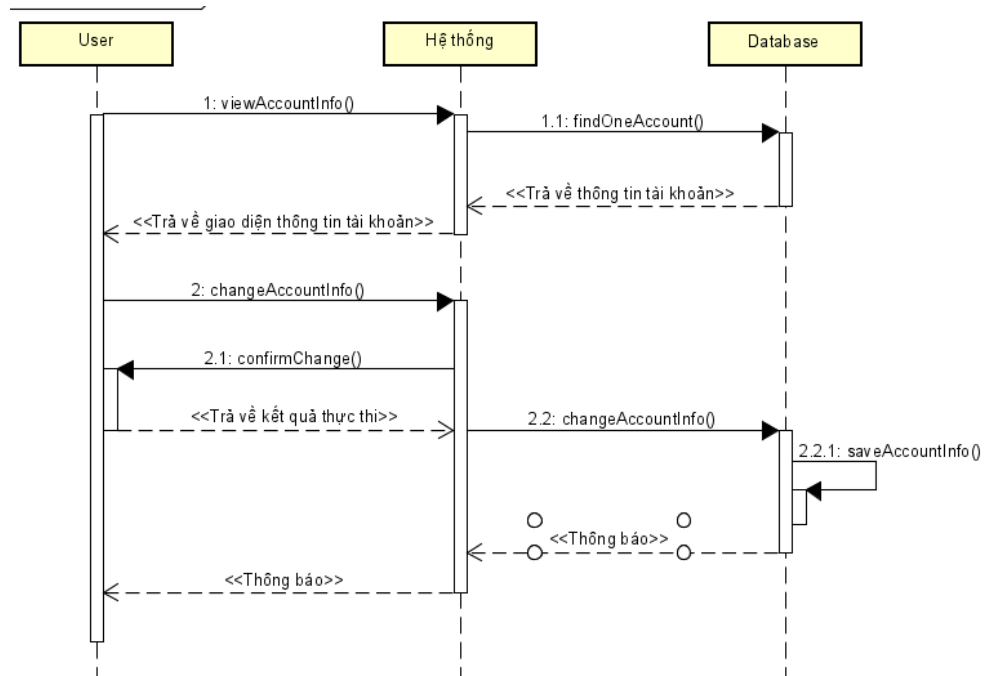 User
Hệ thống
Database
1: viewAccountInfo()
1.1: findOneAccount()
<<Trả về thông tin tài khoản>>
<<Trả về giao diện thông tin tài khoản>>
2: changeAccountInfo()
2.1: confirmChange()
<<Trả về kết quả thực thi>>
2.2: changeAccountInfo()
2.2.1: saveAccountInfo()
<<Thông báo>>
<<Thông báo>>